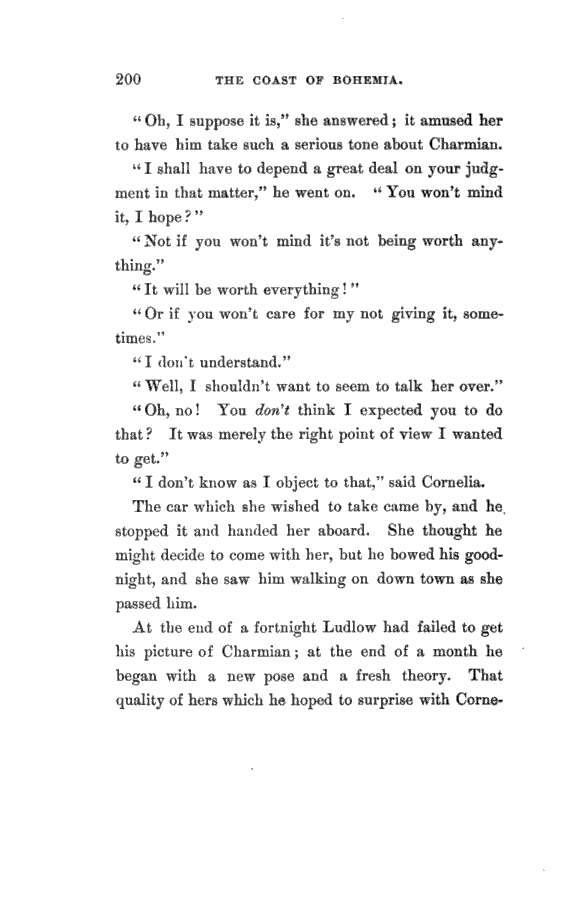 200 THE COAST OF BOHEMIA.
“Oh, I suppose it is,” she answered; it amused her
to have him take such a serious tone about Charmian.
“I shall have to depend a great deal on your judg-
ment in that matter,” he went on. “You won’t mind
it, I hope?”
“Not if you won’t mind it’s not being worth any-
thing.”
“It will be worth everything!”
“Or if you won’t care for my not giving it, some-
times.”
“I don’t understand.”
“Well, I shouldn’t want to seem to talk her over.”
“Oh, no! You don’t think I expected you to do
that? It was merely the right point of view I wanted
to get.”
“I don’t know as I object to that,” said Cornelia.
The car which she wished to take came by, and he
stopped it and handed her aboard. She thought he
might decide to come with her, but he bowed his good-
night, and she saw him walking on down town as she
passed him.
At the end of a fortnight Ludlow had failed to get
his picture of Charmian; at the end of a month he
began with a new pose and a fresh theory. That
quality of hers which he hoped to surprise with Corne-